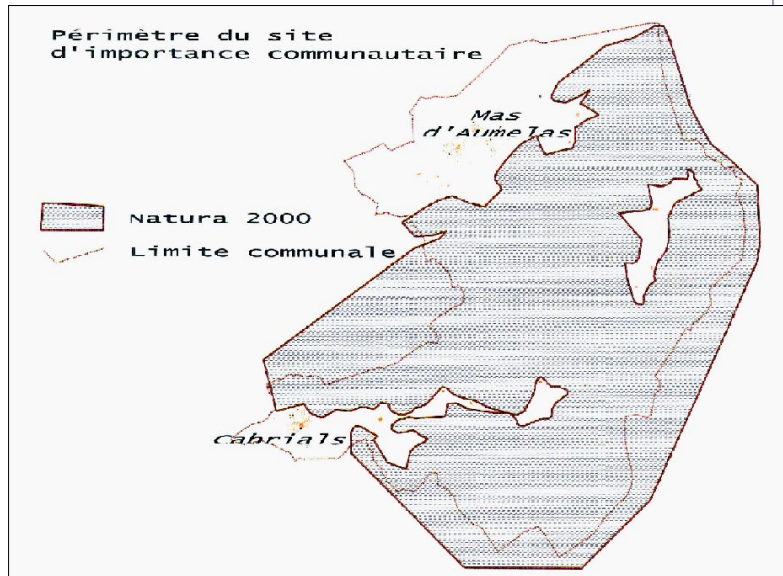 Périmètre du site
d'importance communautaire
Mas
d'Aumelas
Natura 2000
Limite communale
Cabrials